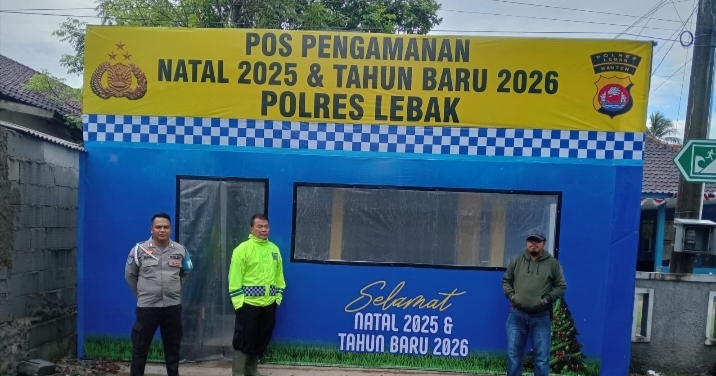 POS PENGAMANAN
NATAL 2025 & TAHUN BARU 2026
POLRES LEBAK
POLRES LEBAK
BANTEN
Selamat
NATAL 2025 &
TAHUN BARU 2026